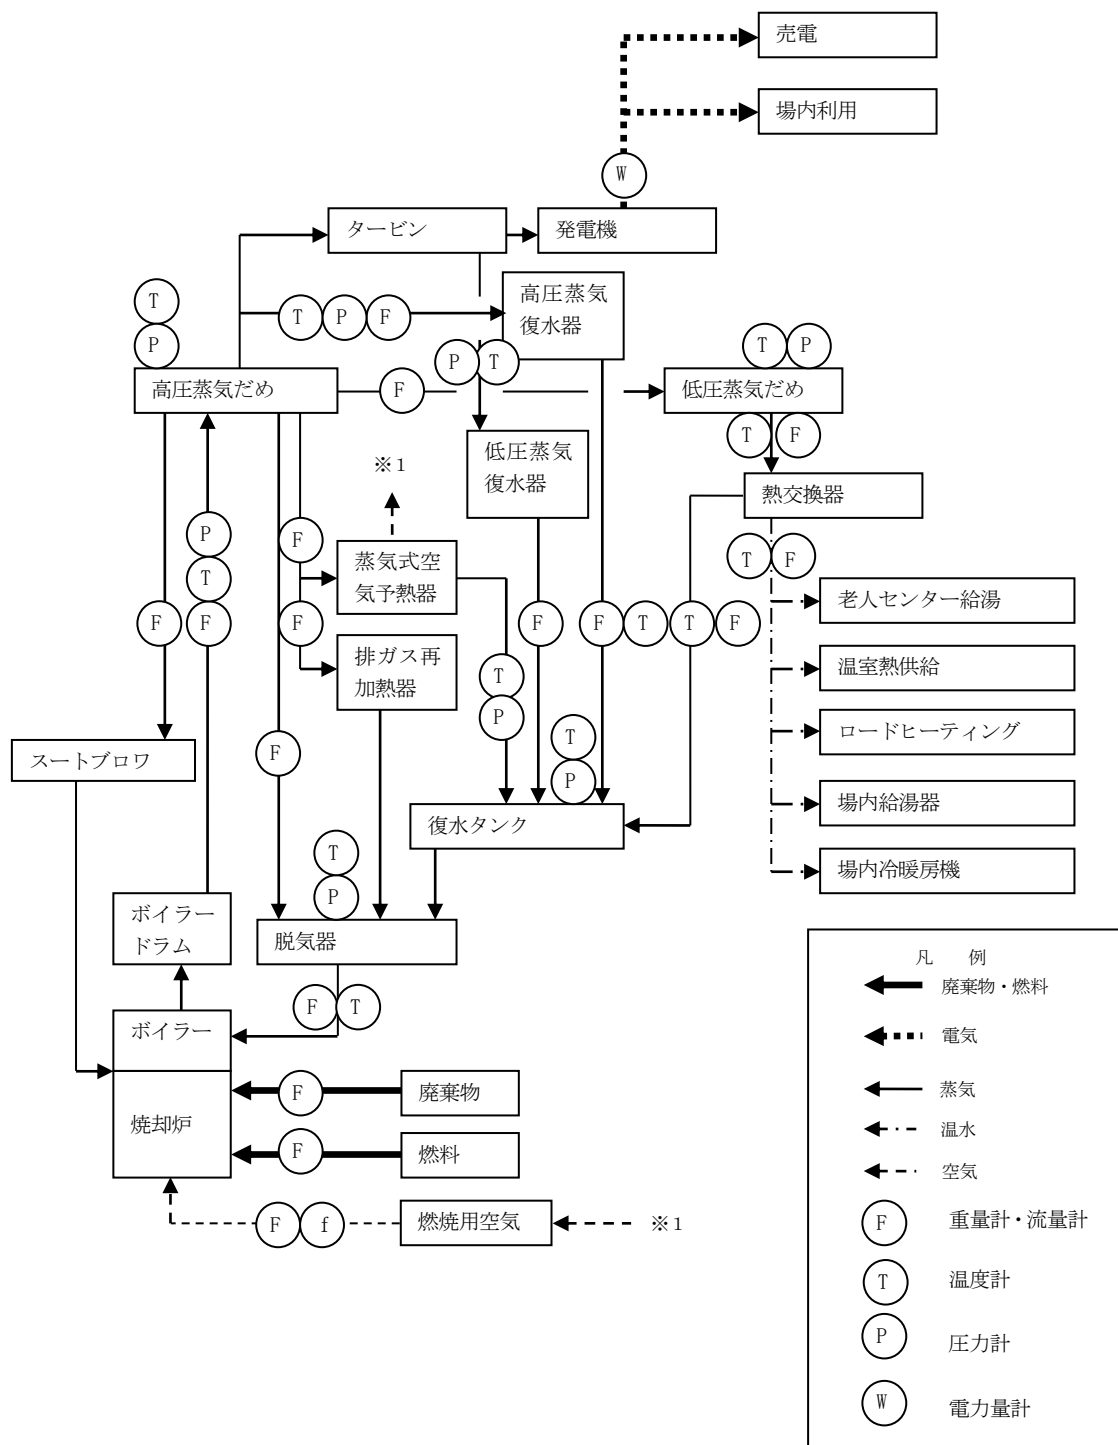 売電
場内利用
W
タービン
発電機
高圧蒸気
復水器
T
P
T P F
P T
T P
高圧蒸気だめ
F
低圧蒸気だめ
T F
低圧蒸気
復水器
※1
熱交換器
P
T
F
F
蒸気式空
気予熱器
T F
老人センター給湯
F
F
F
F T T F
排ガス再
加熱器
温室熱供給
T
P
ロードヒーティング
スートブロワ
F
T
P
場内給湯器
復水タンク
T
P
場内冷暖房機
ボイラー
ドラム
脱気器
F T
ボイラー
焼却炉
F
廃棄物
F
燃料
F f
燃焼用空気
※1
凡 例
廃棄物・燃料
電気
蒸気
温水
空気
F 重量計・流量計
T 温度計
P 圧力計
W 電力量計